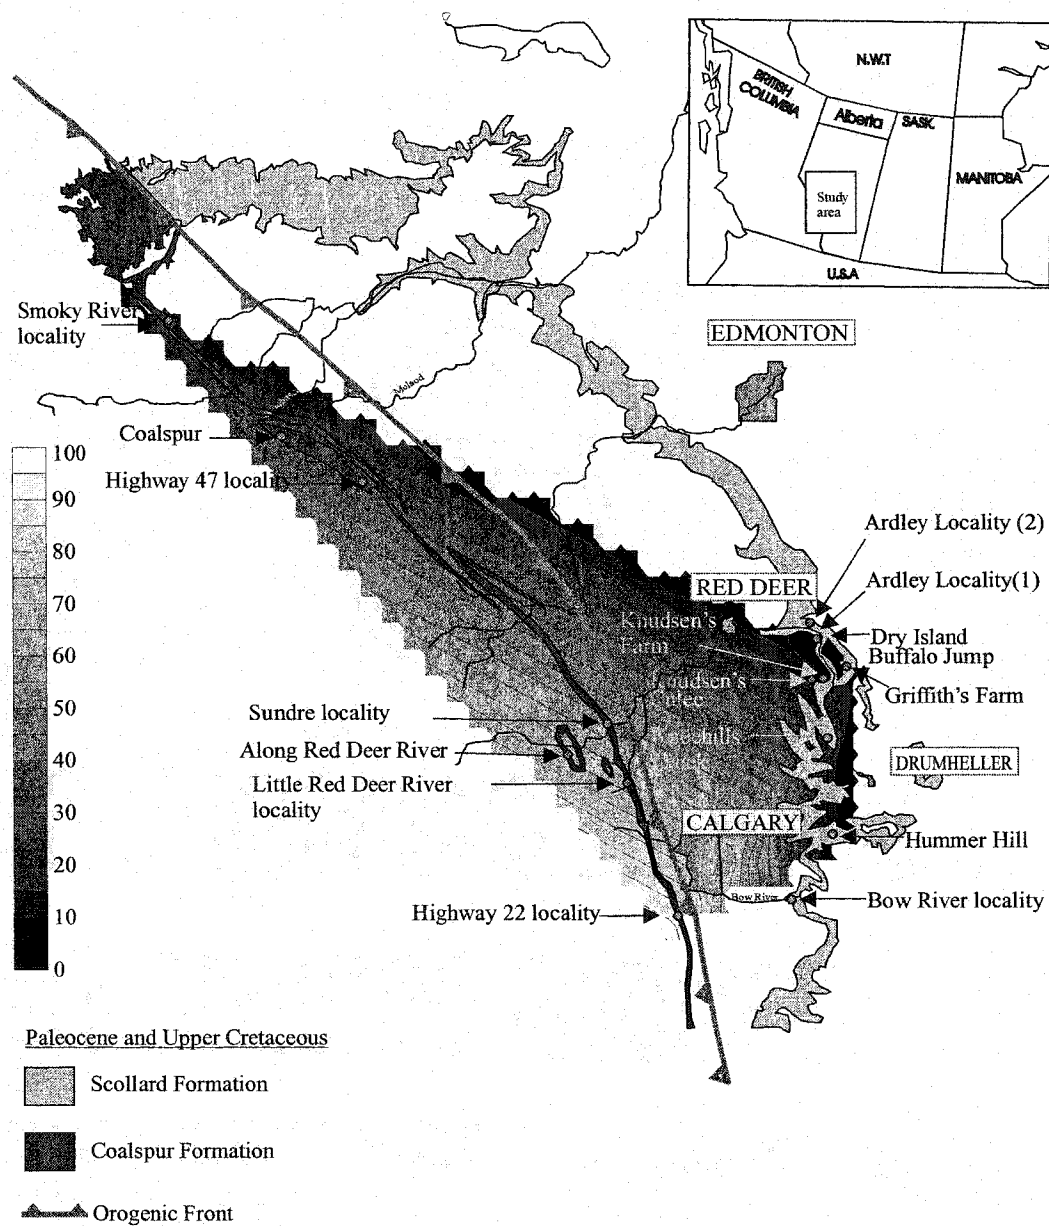 N.W.T
BRITISH
COLUMBIA
Alberta
SASK.
MANITOBA
Study
area
U.S.A
Smoky River
locality
EDMONTON
Mcleod
Coalspur
100
Highway 47 locality
90
80
70
60
50
40
30
20
10
0
Ardley Locality (2)
RED DEER
Ardley Locality(1)
Knudsen's
Farm
Dry Island
Buffalo Jump
Knudsen's
Griffith's Farm
Sundre locality
Along Red Deer River
DRUMHELLER
Little Red Deer River
locality
CALGARY
Hummer Hill
Bow River
Bow River locality
Highway 22 locality
Paleocene and Upper Cretaceous
Scollard Formation
Coalspur Formation
Orogenic Front